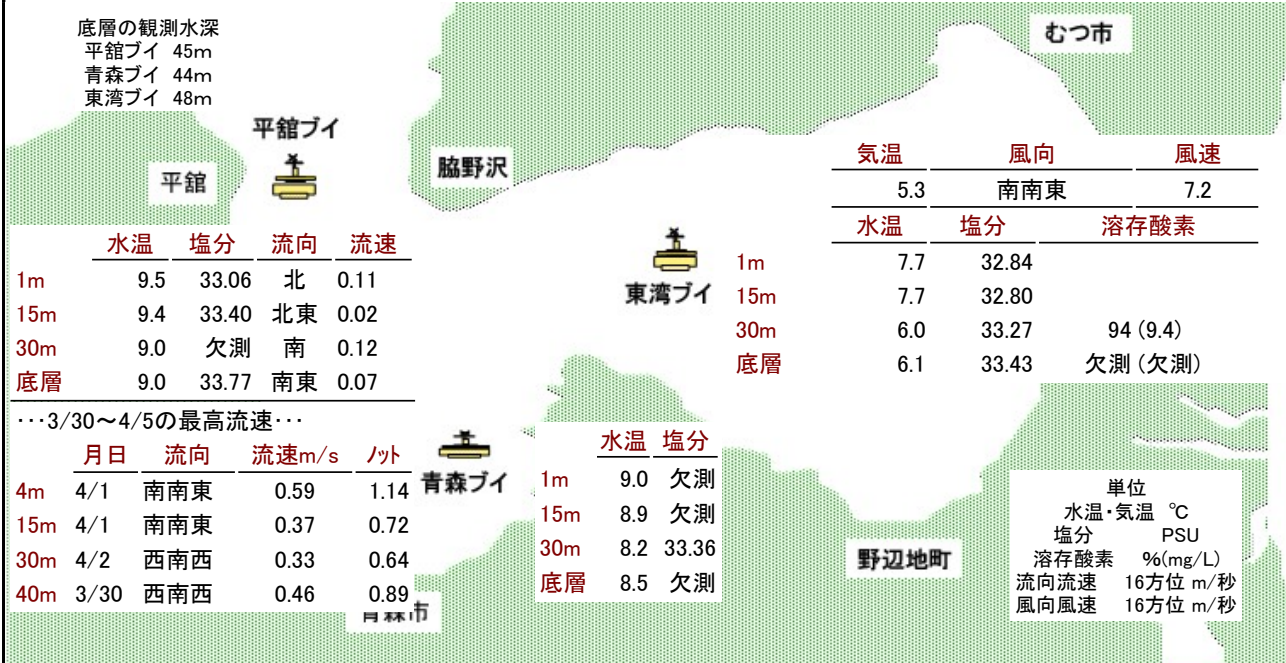 底層の観測水深
平舘ブイ 45m
青森ブイ 44m
東湾ブイ 48m
むつ市
平舘ブイ
脇野沢
平舘
気温 風向 風速
5.3 南南東 7.2
水温 塩分 溶存酸素
1m 7.7 32.84
15m 7.7 32.80
30m 6.0 33.27 94 (9.4)
底層 6.1 33.43 欠測 (欠測)
東湾ブイ
水温 塩分 流向 流速
1m 9.5 33.06 北 0.11
15m 9.4 33.40 北東 0.02
30m 9.0 欠測 南 0.12
底層 9.0 33.77 南東 0.07
…3/30～4/5の最高流速…
月日 流向 流速m/s ノット
4m 4/1 南南東 0.59 1.14
15m 4/1 南南東 0.37 0.72
30m 4/2 西南西 0.33 0.64
40m 3/30 西南西 0.46 0.89
青森ブイ
水温 塩分
1m 9.0 欠測
15m 8.9 欠測
30m 8.2 33.36
底層 8.5 欠測
青森市
野辺地町
単位
水温・気温 ℃
塩分 PSU
溶存酸素 %(mg/L)
流向流速 16方位 m/秒
風向風速 16方位 m/秒